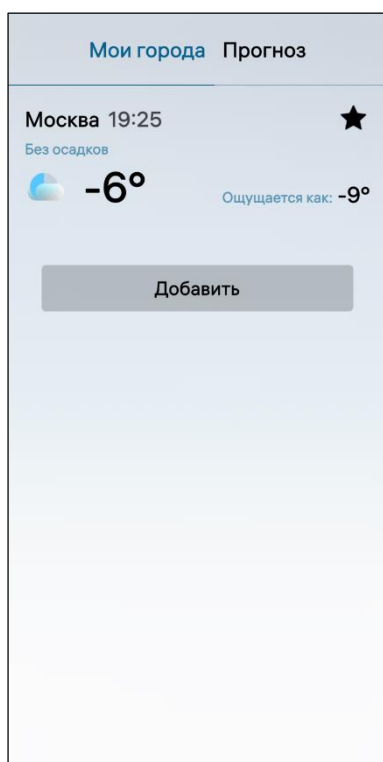 Мои города Прогноз
Москва 19:25
Без осадков
-6°
Ощущается как: -9°
Добавить